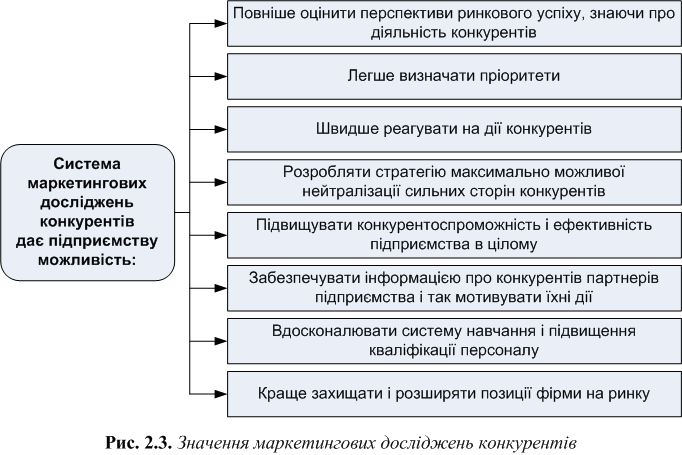 Система
маркетингових
досліджень
конкурентів
дає підприємству
можливість:
Повніше оцінити перспективи ринкового успіху, знаючи про
діяльність конкурентів
Легше визначати пріоритети
Швидше реагувати на дії конкурентів
Розробляти стратегію максимально можливої
нейтралізації сильних сторін конкурентів
Підвищувати конкурентоспроможність і ефективність
підприємства в цілому
Забезпечувати інформацією про конкурентів партнерів
підприємства і так мотивувати їхні дії
Вдосконалювати систему навчання і підвищення
кваліфікації персоналу
Краще захищати і розширяти позиції фірми на ринку
Рис. 2.3. Значення маркетингових досліджень конкурентів